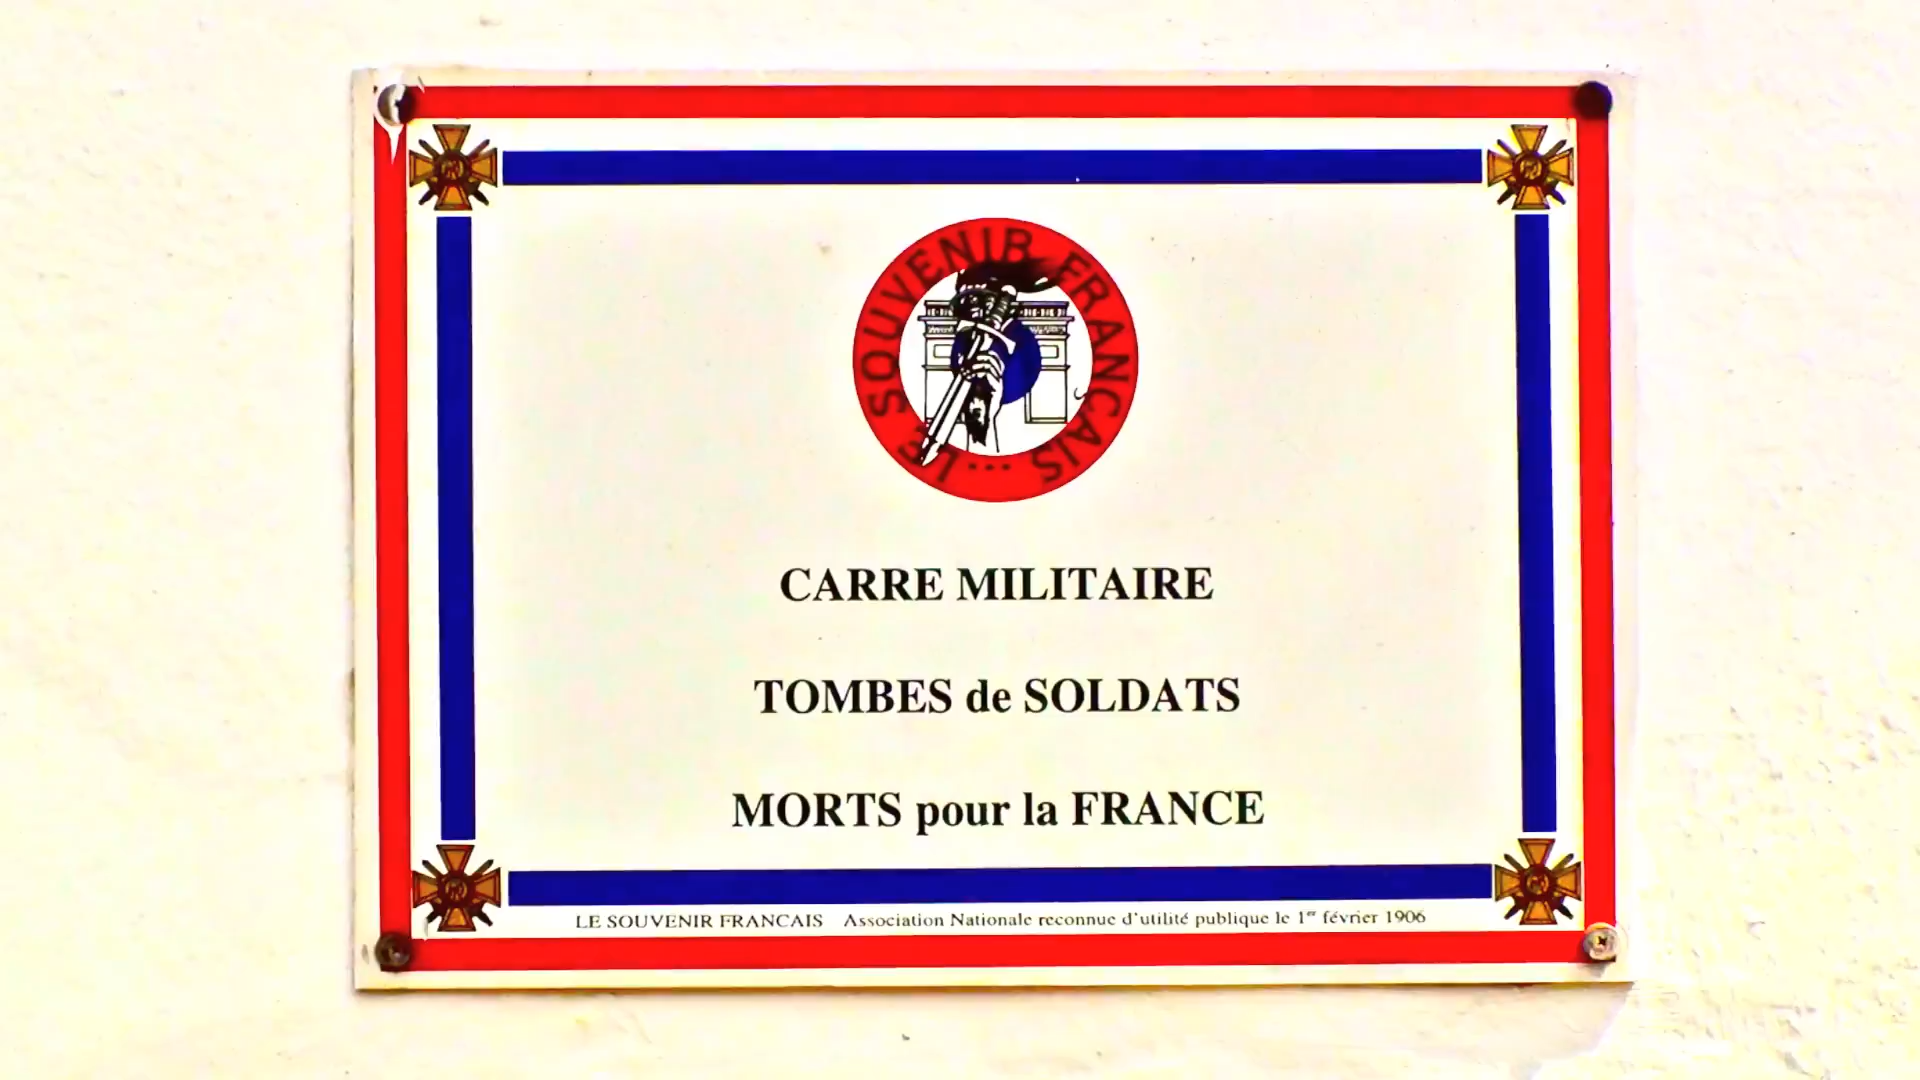 LE SOUVENIR FRANÇAIS ...
CARRE MILITAIRE
TOMBES de SOLDATS
MORTS pour la FRANCE
LE SOUVENIR FRANCAIS Association Nationale reconnue d'utilité publique le 1er février 1906